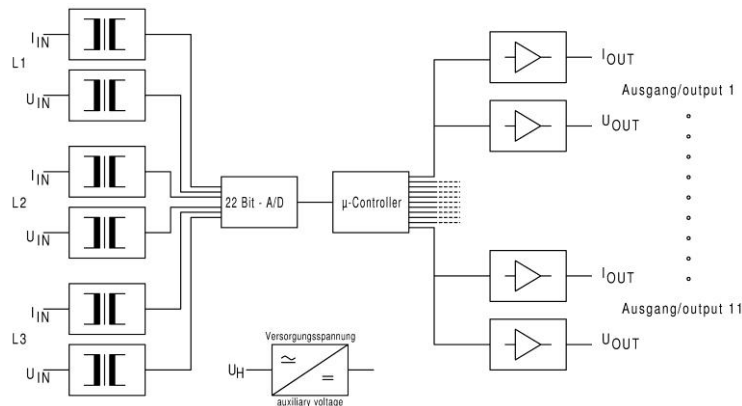 I IN
L1
U IN
I IN
L2
U IN
I IN
L3
U IN
22 Bit - A/D
µ-Controller
I OUT
Ausgang/output 1
U OUT
I OUT
Ausgang/output 11
U OUT
Versorgungsspannung
U H
auxiliary voltage